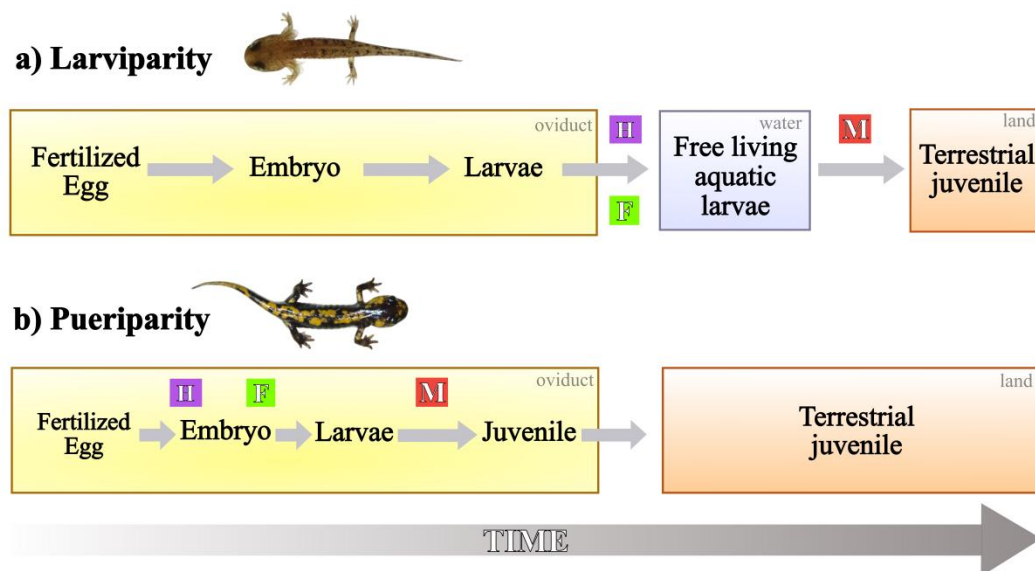 a) Larviparity
oviduct
H
water
M
land
Fertilized
Egg
Embryo
Larvae
Free living
aquatic
larvae
Terrestrial
juvenile
F
b) Pueriparity
oviduct
land
H
F
M
Fertilized
Egg
Embryo
Larvae
Juvenile
Terrestrial
juvenile
TIME